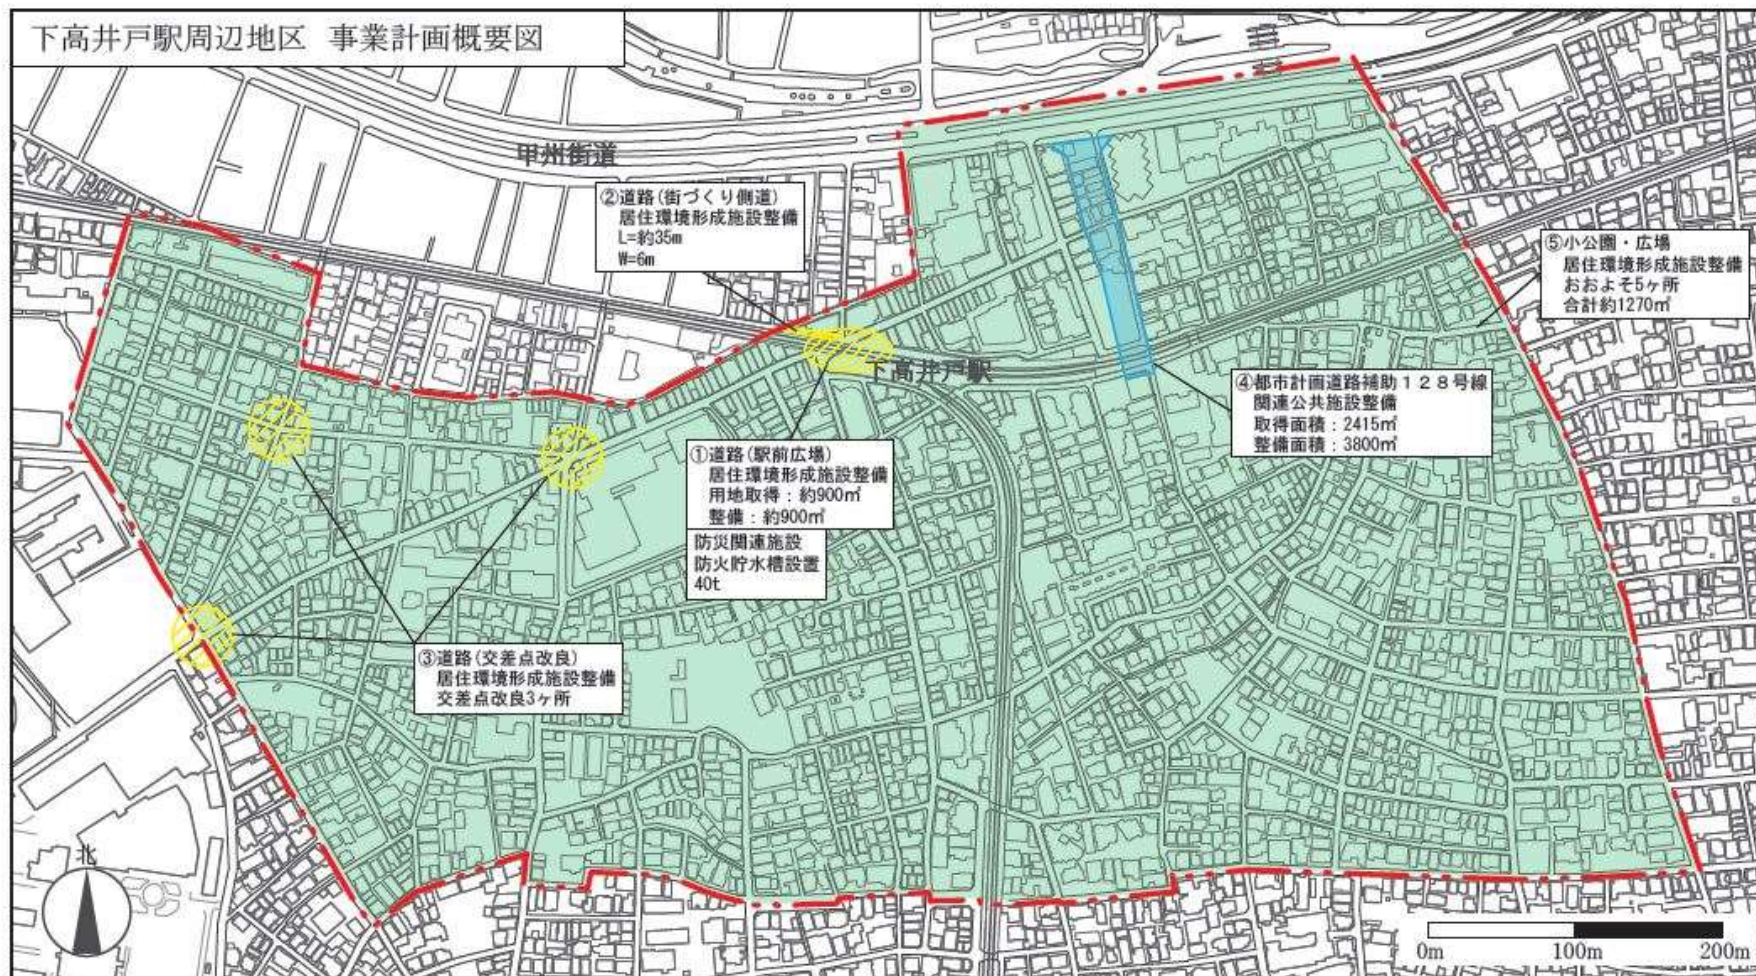 下高井戸駅周辺地区 事業計画概要図
甲州街道
②道路(街づくり側道)
居住環境形成施設整備
L=約35m
W=6m
⑤小公園・広場
居住環境形成施設整備
おおよそ5ヶ所
合計約1270㎡
下高井戸駅
④都市計画道路補助128号線
関連公共施設整備
取得面積:2415㎡
整備面積:3800㎡
①道路(駅前広場)
居住環境形成施設整備
用地取得:約900㎡
整備:約900㎡
防災関連施設
防火貯水槽設置
40t
③道路(交差点改良)
居住環境形成施設整備
交差点改良3ヶ所
北
0m 100m 200m